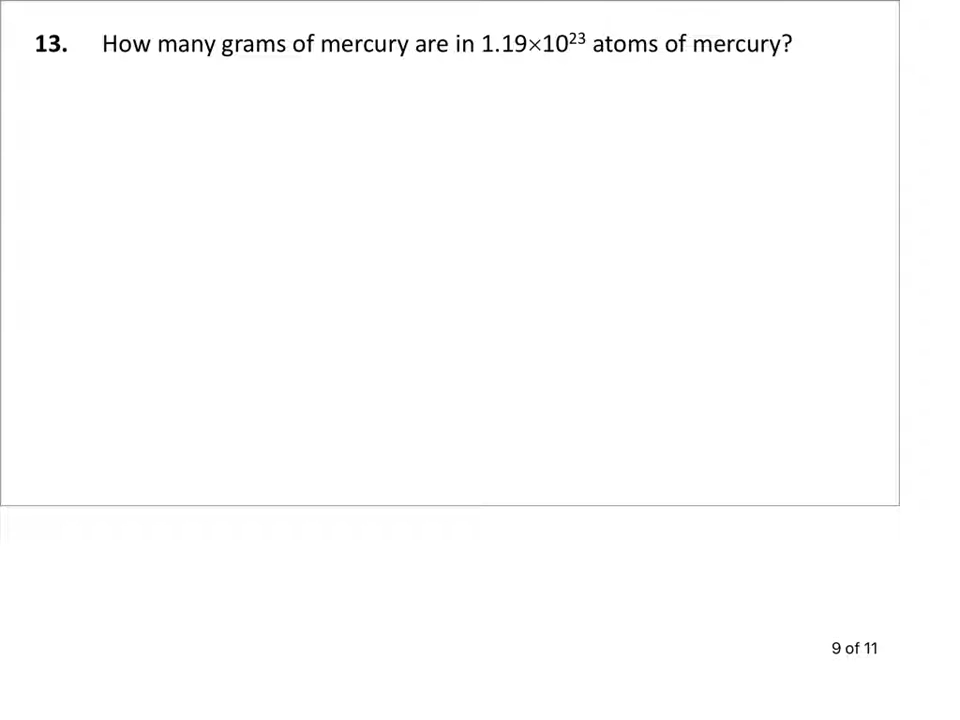 13. How many grams of mercury are in 1.19×10²³ atoms of mercury?
9 of 11